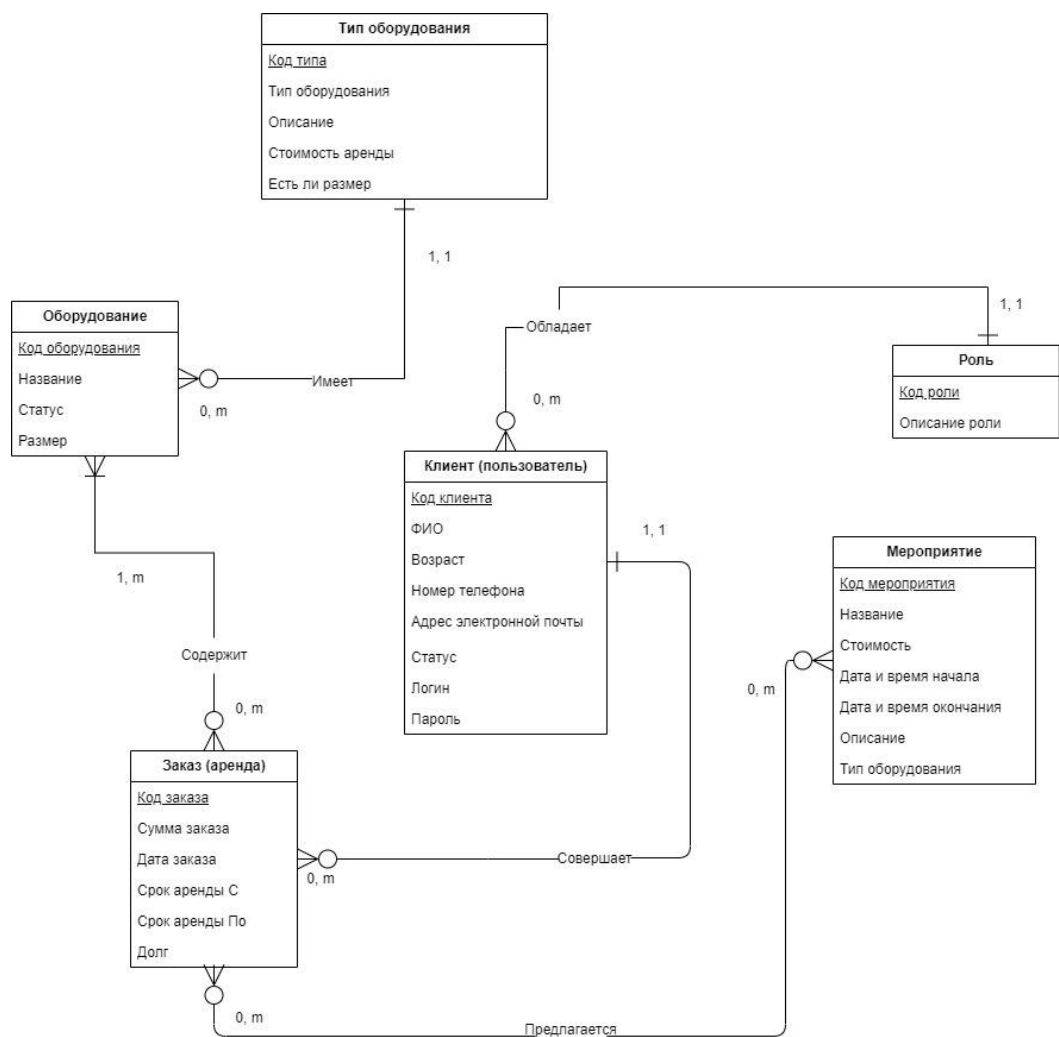 Тип оборудования
Код типа
Тип оборудования
Описание
Стоимость аренды
Есть ли размер
1, 1
Оборудование
Код оборудования
Название
Статус
Размер
Имеет
0, m
Обладает
1, 1
Роль
Код роли
Описание роли
0, m
Клиент (пользователь)
Код клиента
ФИО
Возраст
Номер телефона
Адрес электронной почты
Статус
Логин
Пароль
1, 1
Мероприятие
Код мероприятия
Название
Стоимость
Дата и время начала
Дата и время окончания
Описание
Тип оборудования
1, m
Содержит
0, m
0, m
Заказ (аренда)
Код заказа
Сумма заказа
Дата заказа
Срок аренды С
Срок аренды По
Долг
Совершает
0, m
0, m
Предлагается